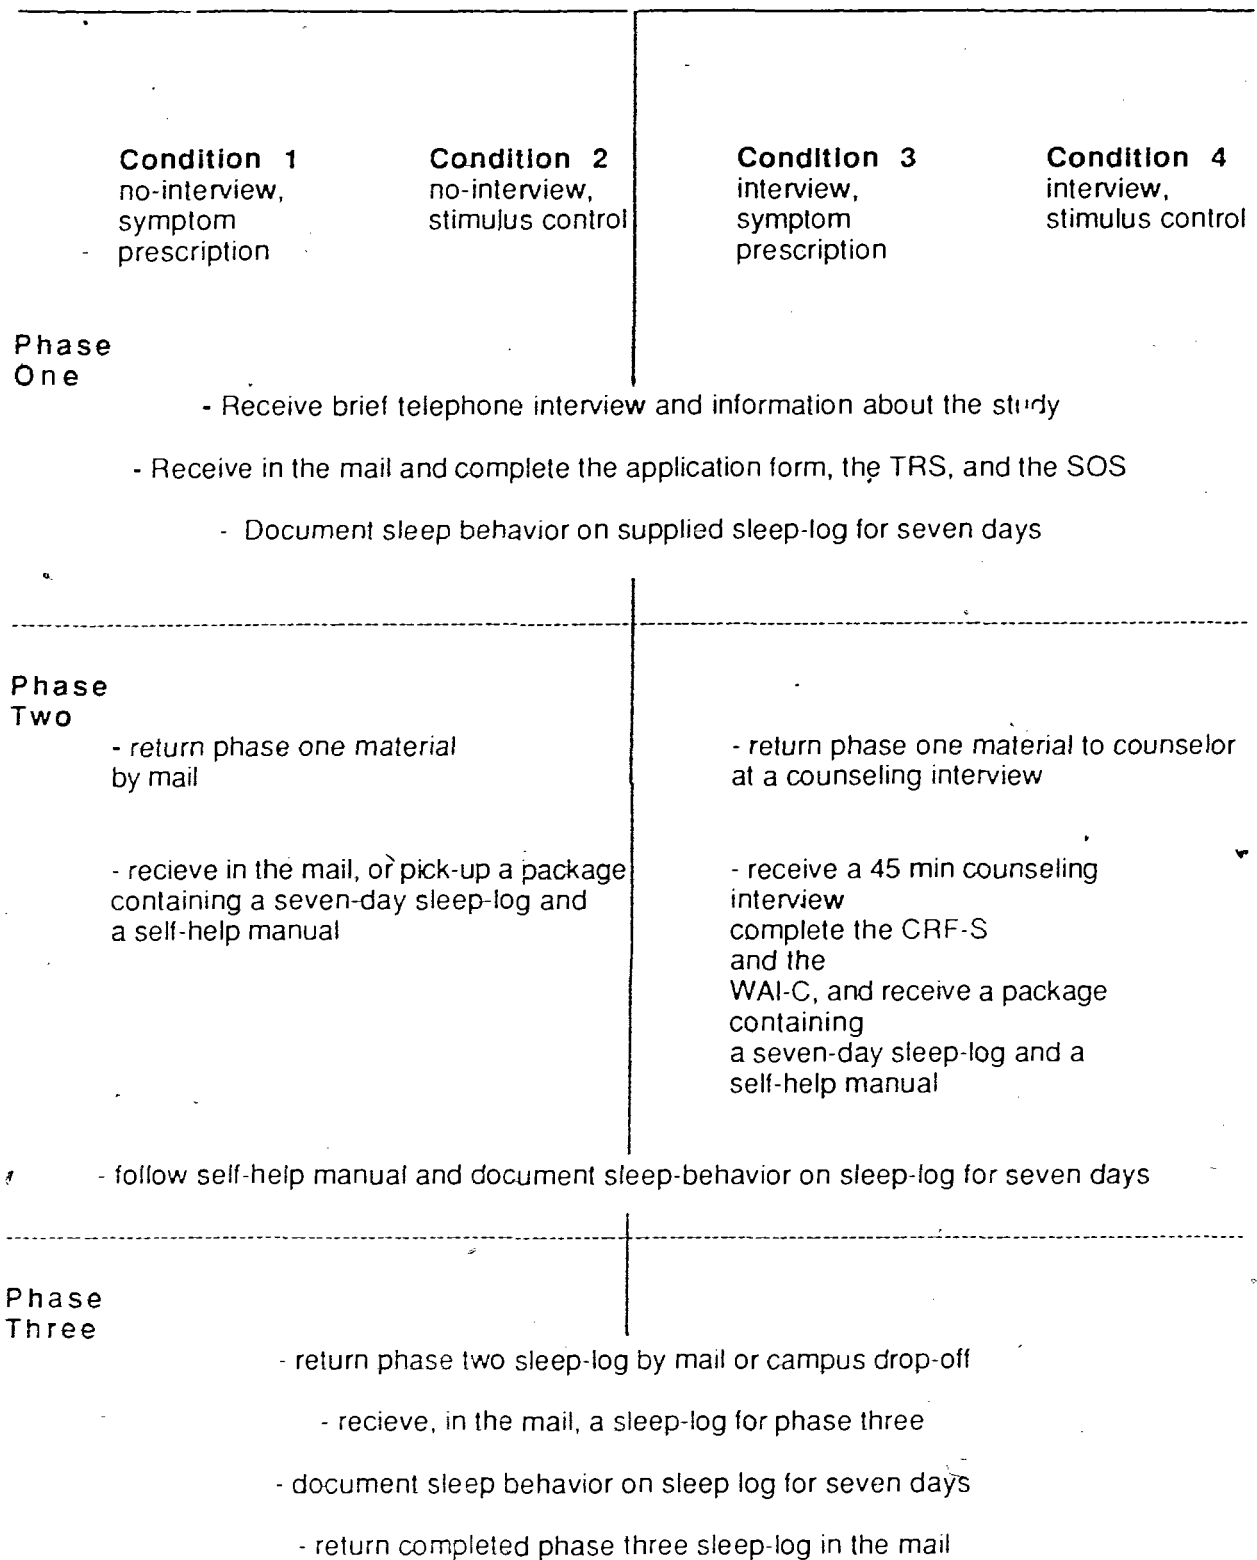 Condition 1 Condition 2 Condition 3 Condition 4
no-interview, no-interview, interview, interview,
symptom stimulus control symptom stimulus control
prescription prescription
Phase
One
- Receive brief telephone interview and information about the study
- Receive in the mail and complete the application form, the TRS, and the SOS
- Document sleep behavior on supplied sleep-log for seven days
Phase
Two
- return phase one material
by mail
- recieve in the mail, or pick-up a package
containing a seven-day sleep-log and
a self-help manual
- return phase one material to counselor
at a counseling interview
- receive a 45 min counseling
interview
complete the CRF-S
and the
WAI-C, and receive a package
containing
a seven-day sleep-log and a
self-help manual
- follow self-help manual and document sleep-behavior on sleep-log for seven days
Phase
Three
- return phase two sleep-log by mail or campus drop-off
- recieve, in the mail, a sleep-log for phase three
- document sleep behavior on sleep log for seven days
- return completed phase three sleep-log in the mail